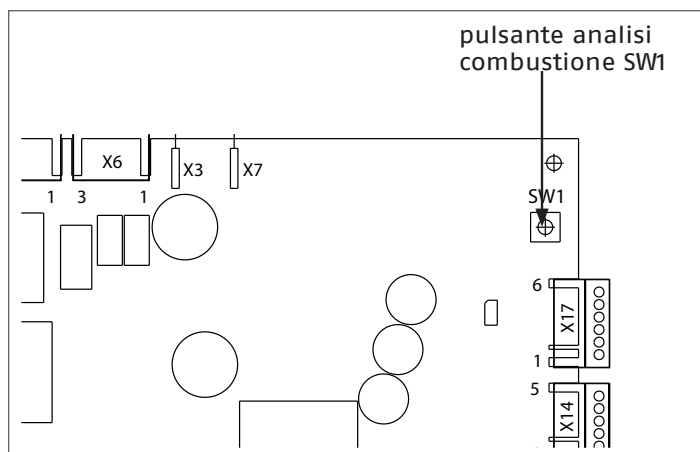 pulsante analisi
combustione SW1
X6
X3
X7
1
3
1
SW1
6
X17
1
5
X14